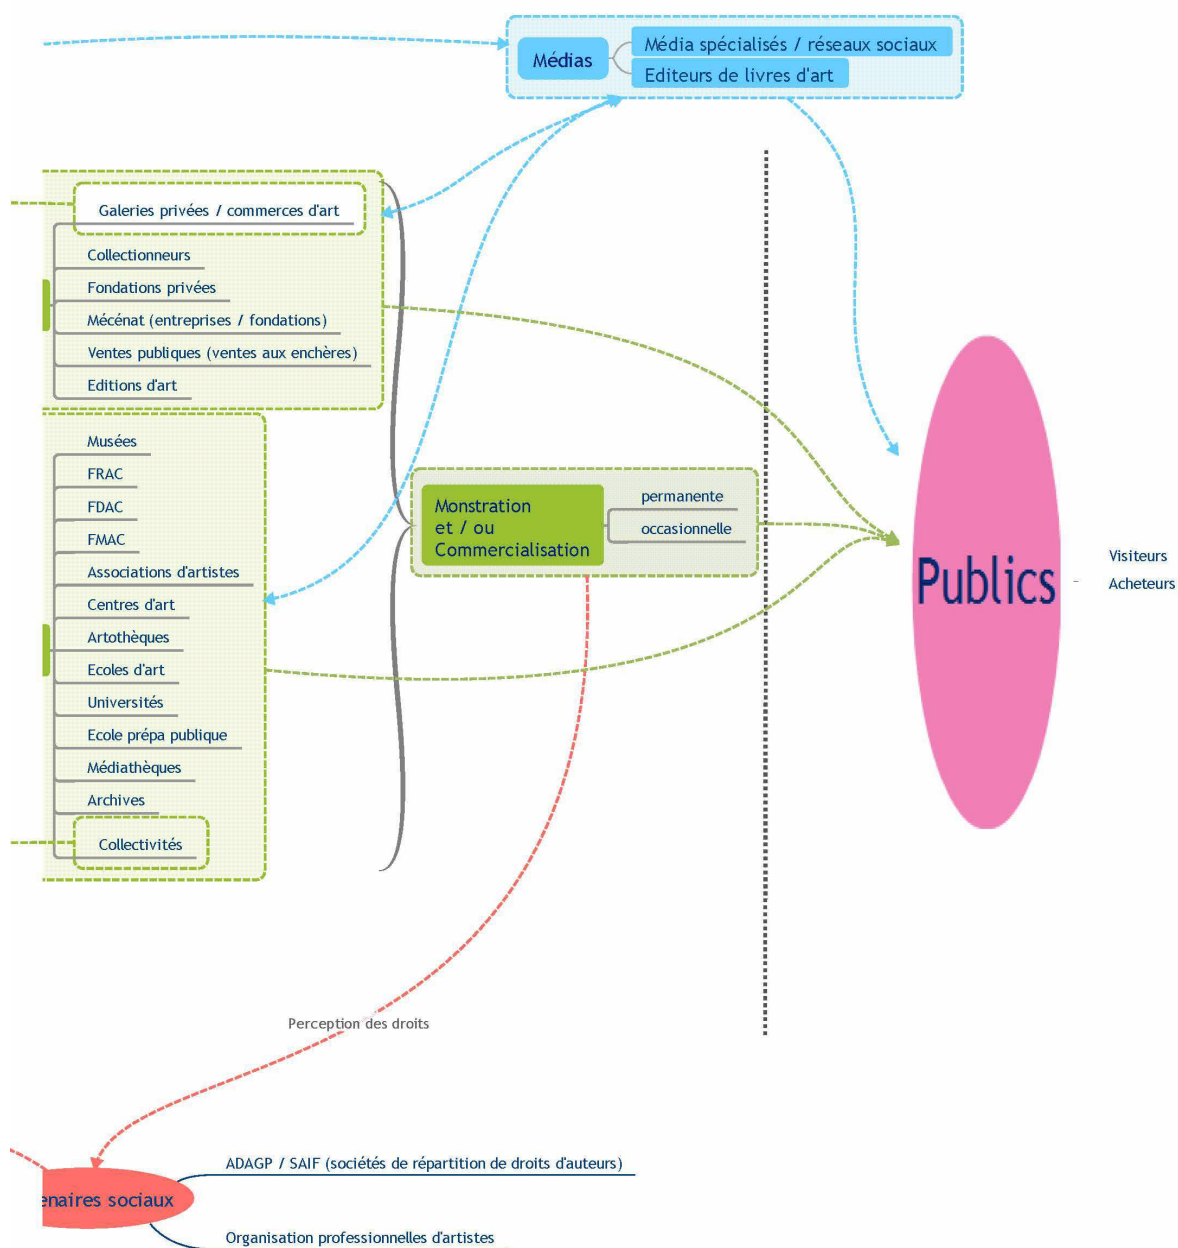 Médias
Média spécialisés / réseaux sociaux
Editeurs de livres d'art
Galeries privées / commerces d'art
Collectionneurs
Fondations privées
Mécénat (entreprises / fondations)
Ventes publiques (ventes aux enchères)
Editions d'art
Musées
FRAC
FDAC
FMAC
Associations d'artistes
Centres d'art
Artothèques
Ecoles d'art
Universités
Ecole prépa publique
Médiathèques
Archives
Collectivités
Monstration
et / ou
Commercialisation
permanente
occasionnelle
Publics
Visiteurs
Acheteurs
Perception des droits
enaires sociaux
ADAGP / SAIF (sociétés de répartition de droits d'auteurs)
Organisation professionnelles d'artistes